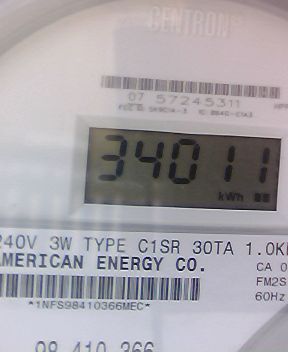 CENTRON
07 57245311
34011
kWh
240V 3W TYPE C1SR 30TA 1.0K
AMERICAN ENERGY CO.
CA 0
FM2S
60Hz
*1NFS98410366MEC*
98 410 366